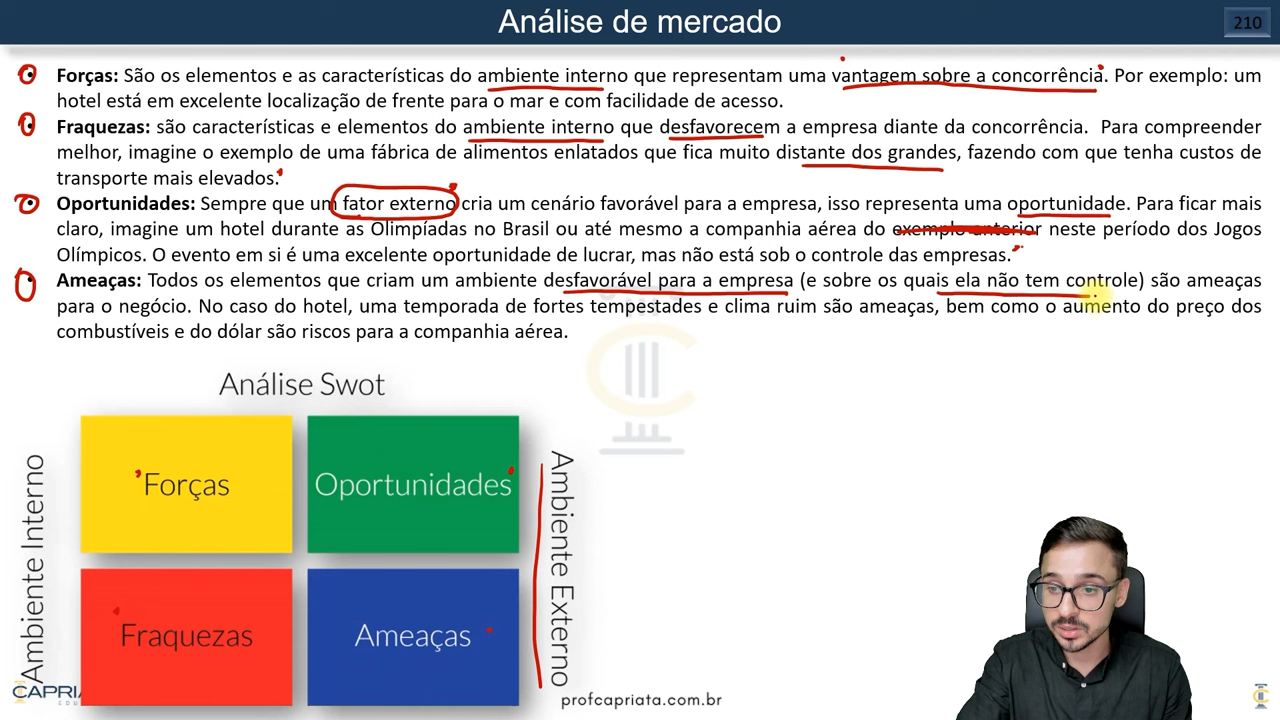 Análise de mercado
210
Forças: São os elementos e as características do ambiente interno que representam uma vantagem sobre a concorrência. Por exemplo: um
hotel está em excelente localização de frente para o mar e com facilidade de acesso.
Fraquezas: são características e elementos do ambiente interno que desfavorecem a empresa diante da concorrência. Para compreender
melhor, imagine o exemplo de uma fábrica de alimentos enlatados que fica muito distante dos grandes, fazendo com que tenha custos de
transporte mais elevados.
Oportunidades: Sempre que um fator externo cria um cenário favorável para a empresa, isso representa uma oportunidade. Para ficar mais
claro, imagine um hotel durante as Olimpíadas no Brasil ou até mesmo a companhia aérea do exemplo anterior neste período dos Jogos
Olímpicos. O evento em si é uma excelente oportunidade de lucrar, mas não está sob o controle das empresas.
Ameaças: Todos os elementos que criam um ambiente desfavorável para a empresa (e sobre os quais ela não tem controle) são ameaças
para o negócio. No caso do hotel, uma temporada de fortes tempestades e clima ruim são ameaças, bem como o aumento do preço dos
combustíveis e do dólar são riscos para a companhia aérea.
Análise Swot
Ambiente Interno
Forças
Oportunidades
Ambiente Externo
Fraquezas
Ameaças
CAPRIA
profcapriata.com.br